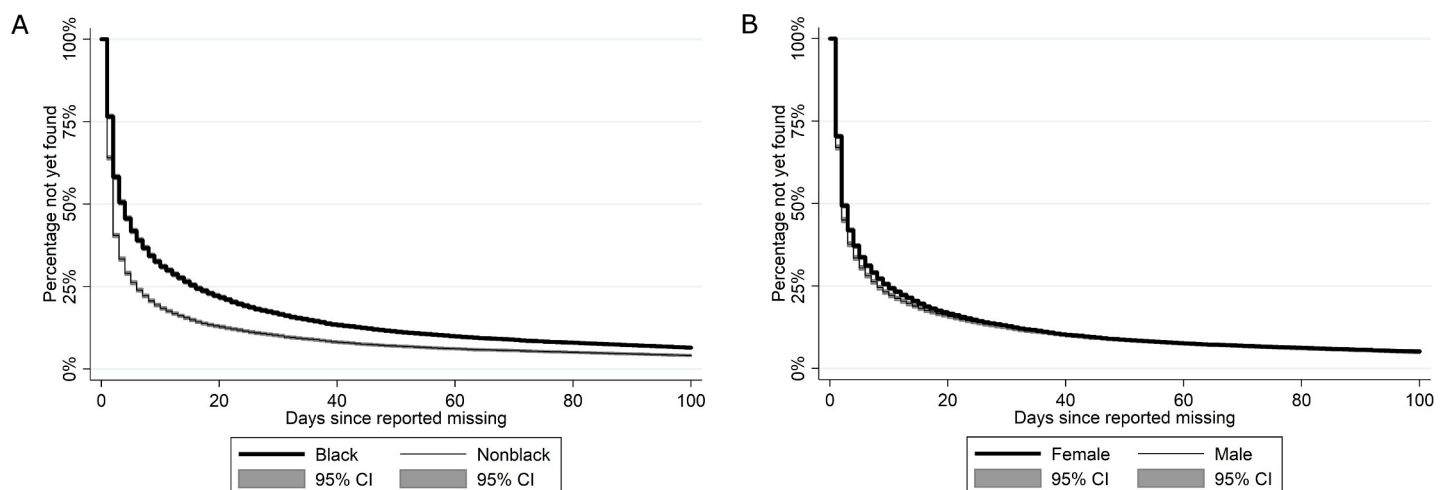 A
Percentage not yet found
100%
75%
50%
25%
0%
0 20 40 60 80 100
Days since reported missing
Black Nonblack
95% CI 95% CI
B
Percentage not yet found
100%
75%
50%
25%
0%
0 20 40 60 80 100
Days since reported missing
Female Male
95% CI 95% CI